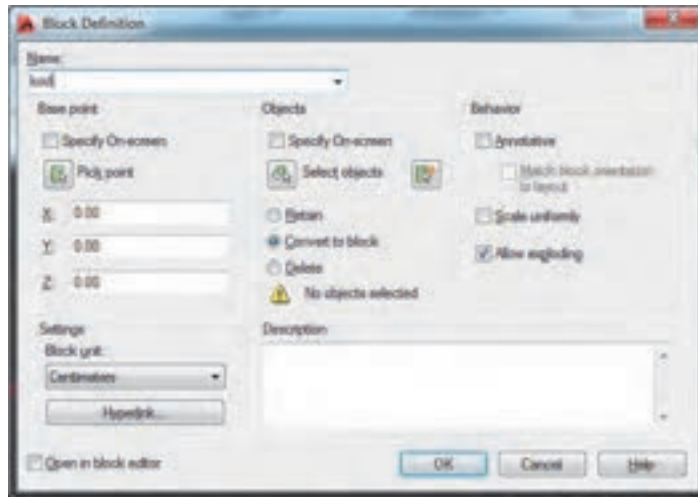 Block Definition
Name:
Base point
Specify On-screen
Pick point
X: 0.00
Y: 0.00
Z: 0.00
Objects
Specify On-screen
Select objects
Retain
Convert to block
Delete
No objects selected
Behavior
Annotative
Match block orientation
to layout
Scale uniformly
Allow exploding
Settings
Block unit:
Centimeters
Hyperlink...
Description
Open in block editor
OK
Cancel
Help